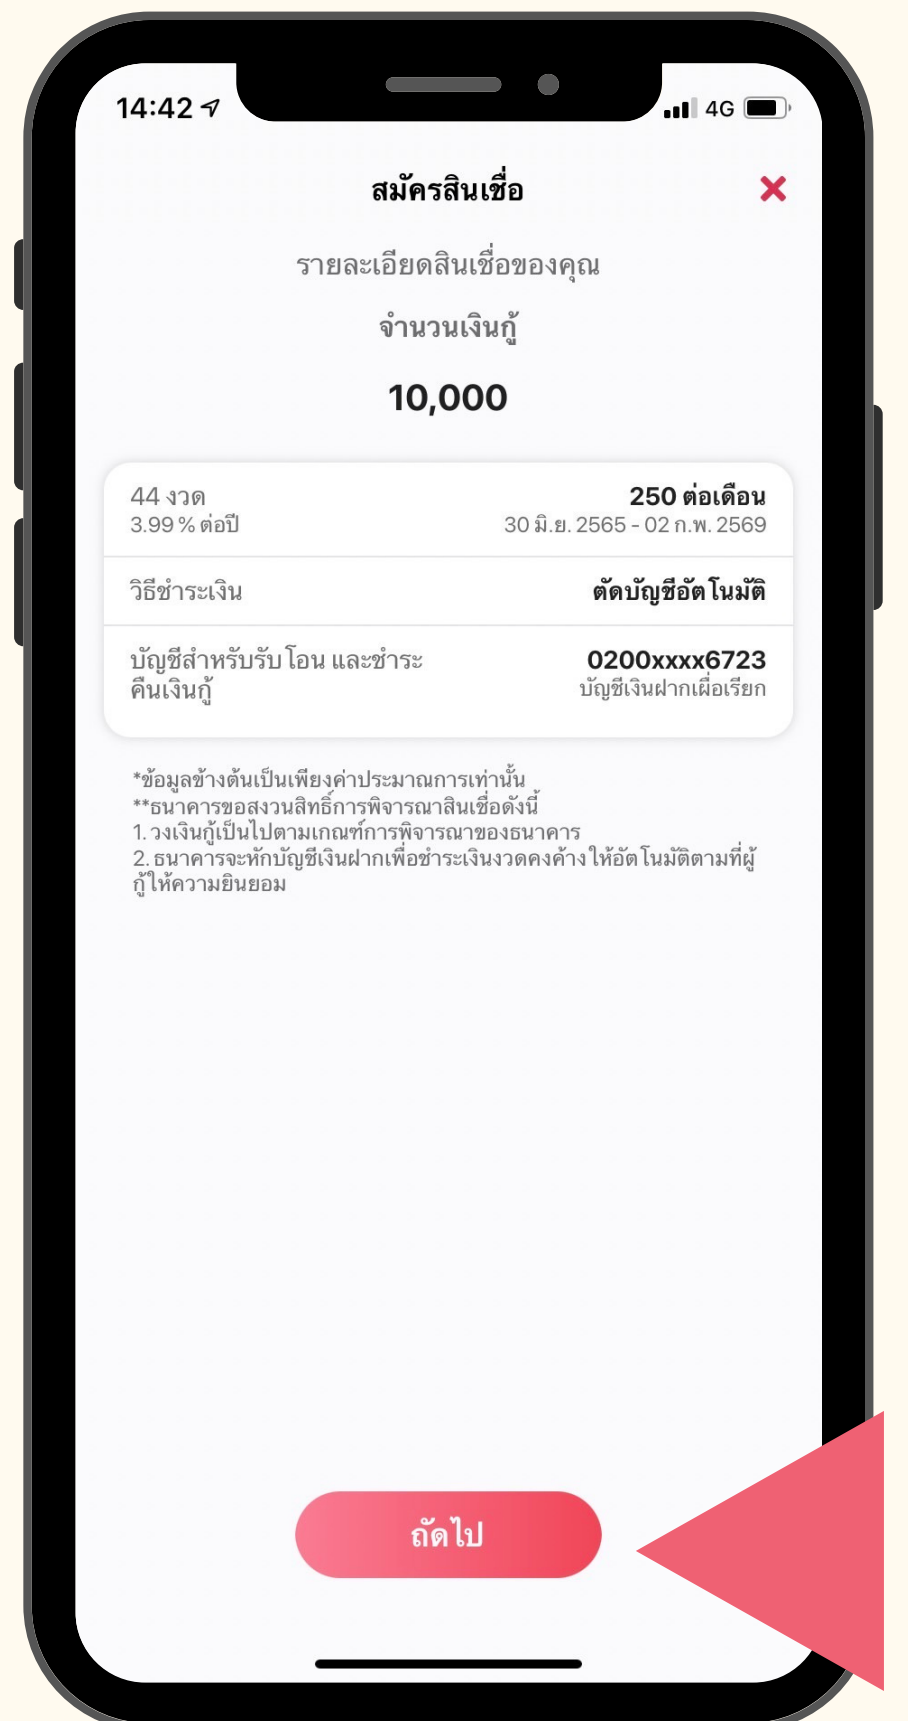 14:42
4G
สมัครสินเชื่อ
รายละเอียดสินเชื่อของคุณ
จำนวนเงินกู้
10,000
44 งวด
250 ต่อเดือน
3.99 % ต่อปี
30 มิ.ย. 2565 - 02 ก.พ. 2569
วิธีชำระเงิน
ตัดบัญชีอัตโนมัติ
บัญชีสำหรับรับโอน และชำระ
คืนเงินกู้
0200xxxx6723
บัญชีเงินฝากเผื่อเรียก
*ข้อมูลข้างต้นเป็นเพียงค่าประมาณการเท่านั้น
**ธนาคารขอสงวนสิทธิ์การพิจารณาสินเชื่อดังนี้
1. วงเงินกู้เป็นไปตามเกณฑ์การพิจารณาของธนาคาร
2. ธนาคารจะหักบัญชีเงินฝากเพื่อชำระเงินงวดคงค้างให้อัตโนมัติตามที่ผู้
กู้ให้ความยินยอม
ถัดไป